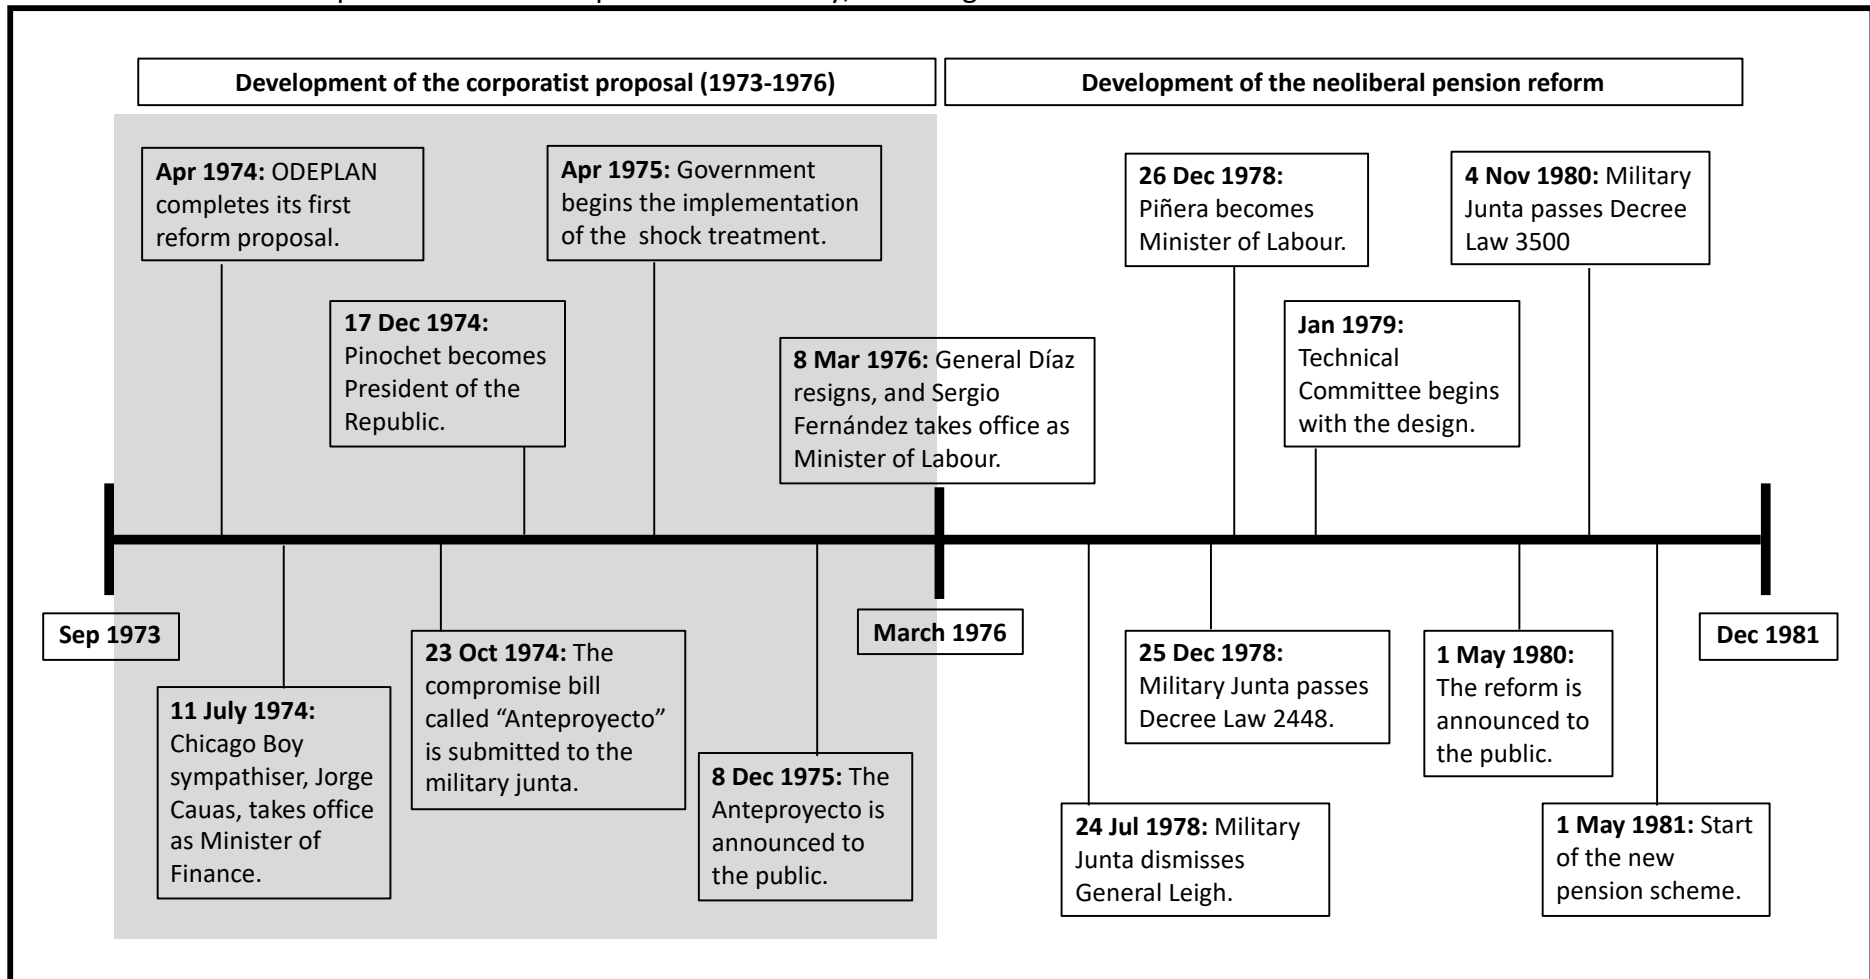 Development of the corporatist proposal (1973-1976)
Development of the neoliberal pension reform
Apr 1974: ODEPLAN
completes its first
reform proposal.
Apr 1975: Government
begins the implementation
of the shock treatment.
26 Dec 1978:
Piñera becomes
Minister of Labour.
4 Nov 1980: Military
Junta passes Decree
Law 3500
17 Dec 1974:
Pinochet becomes
President of the
Republic.
8 Mar 1976: General Díaz
resigns, and Sergio
Fernández takes office as
Minister of Labour.
Jan 1979:
Technical
Committee begins
with the design.
Sep 1973
March 1976
Dec 1981
11 July 1974:
Chicago Boy
sympathiser, Jorge
Cauas, takes office
as Minister of
Finance.
23 Oct 1974: The
compromise bill
called “Anteproyecto”
is submitted to the
military junta.
8 Dec 1975: The
Anteproyecto is
announced to
the public.
24 Jul 1978: Military
Junta dismisses
General Leigh.
25 Dec 1978:
Military Junta passes
Decree Law 2448.
1 May 1980:
The reform is
announced to
the public.
1 May 1981: Start
of the new
pension scheme.